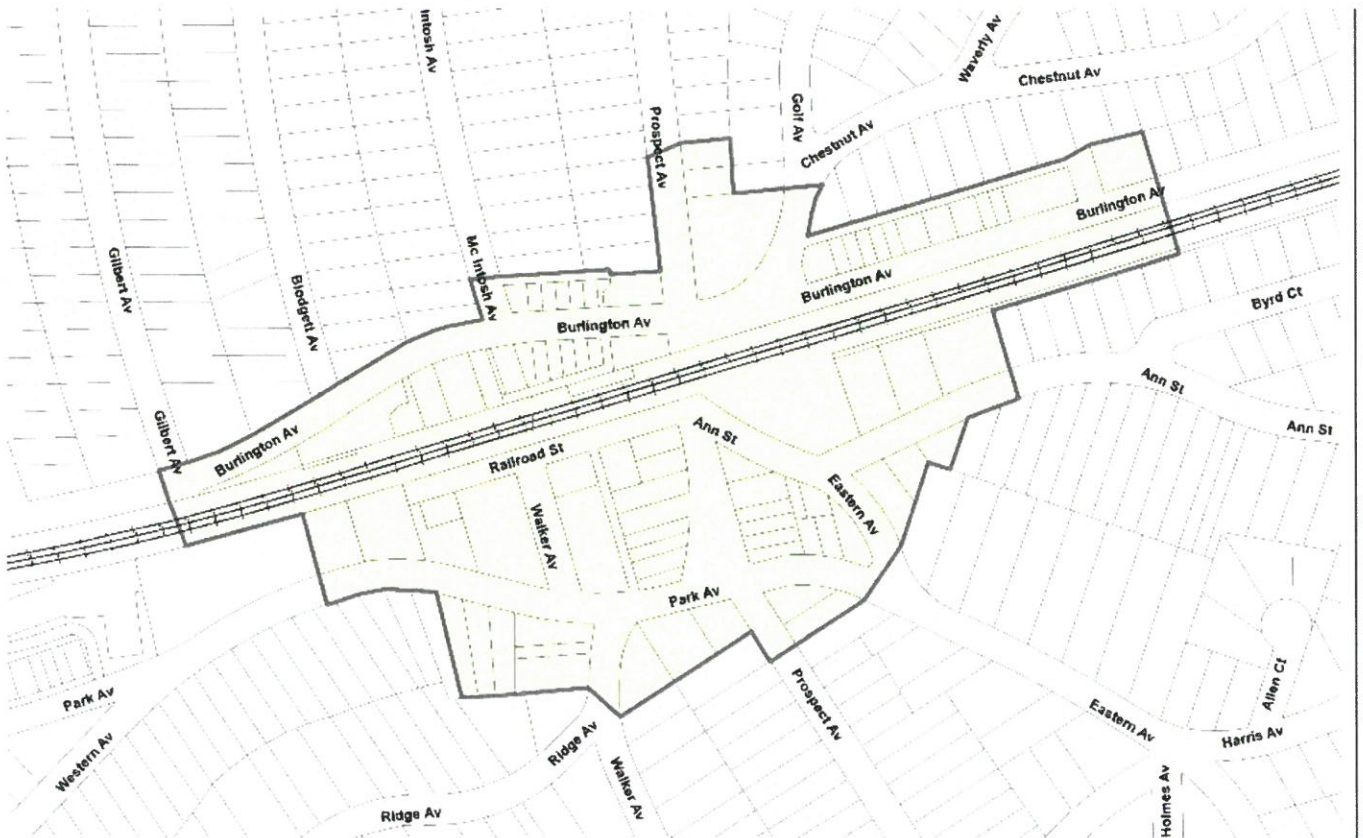 Intosh Av
Waverly Av
Chestnut Av
Prospect Av
Golf Av
Chestnut Av
Burlington Av
Gilbert Av
Blodgett Av
Mc Intosh Av
Burlington Av
Burlington Av
Byrd Ct
Ann St
Ann St
Gilbert Av
Burlington Av
Railroad St
Ann St
Walker Av
Eastern Av
Park Av
Park Av
Western Av
Ridge Av
Walker Av
Prospect Av
Eastern Av
Allen Ct
Harris Av
Ridge Av
Holmes Av